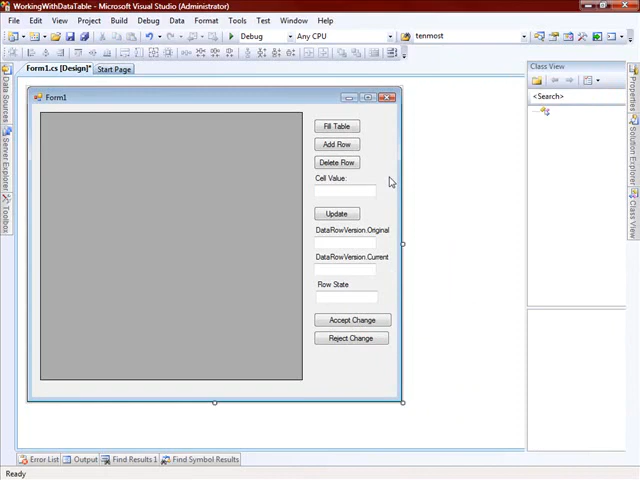 WorkingWithDataTable - Microsoft Visual Studio (Administrator)
File Edit View Project Build Debug Data Format Tools Test Window Help
Debug Any CPU tenmost
Form1.cs [Design]* Start Page
Class View
<Search>
Data Sources
Server Explorer
Toolbox
Properties
Solution Explorer
Class View
Form1
Fill Table
Add Row
Delete Row
Cell Value:
Update
DataRowVersion.Original
DataRowVersion.Current
Row State
Accept Change
Reject Change
Error List Output Find Results 1 Find Symbol Results
Ready